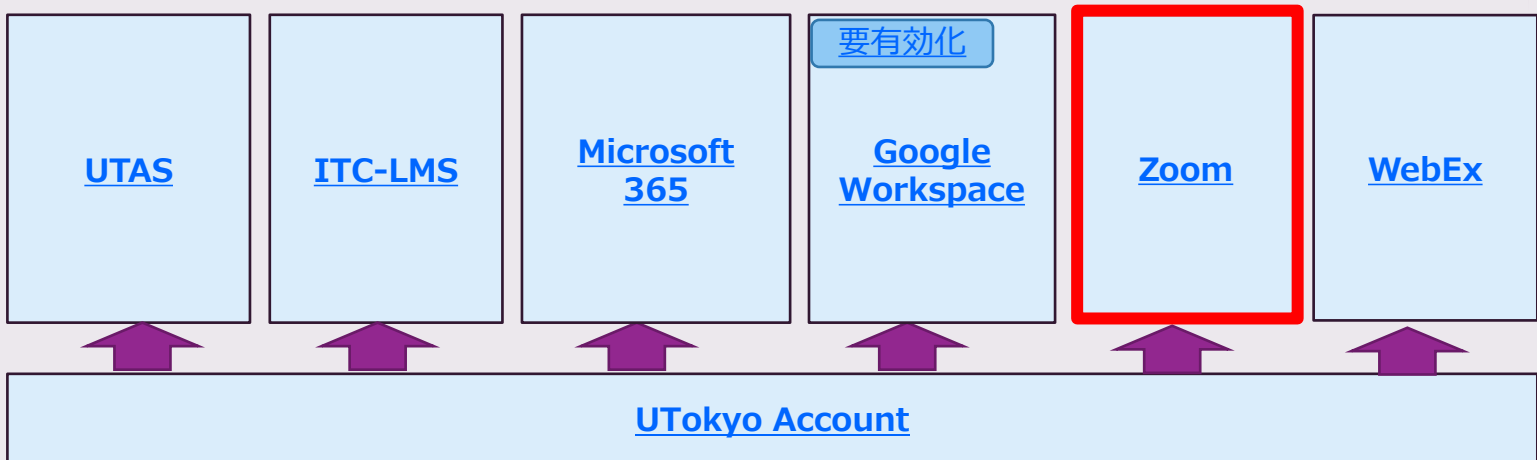 要有効化
UTAS
ITC-LMS
Microsoft
365
Google
Workspace
Zoom
WebEx
UTokyo Account